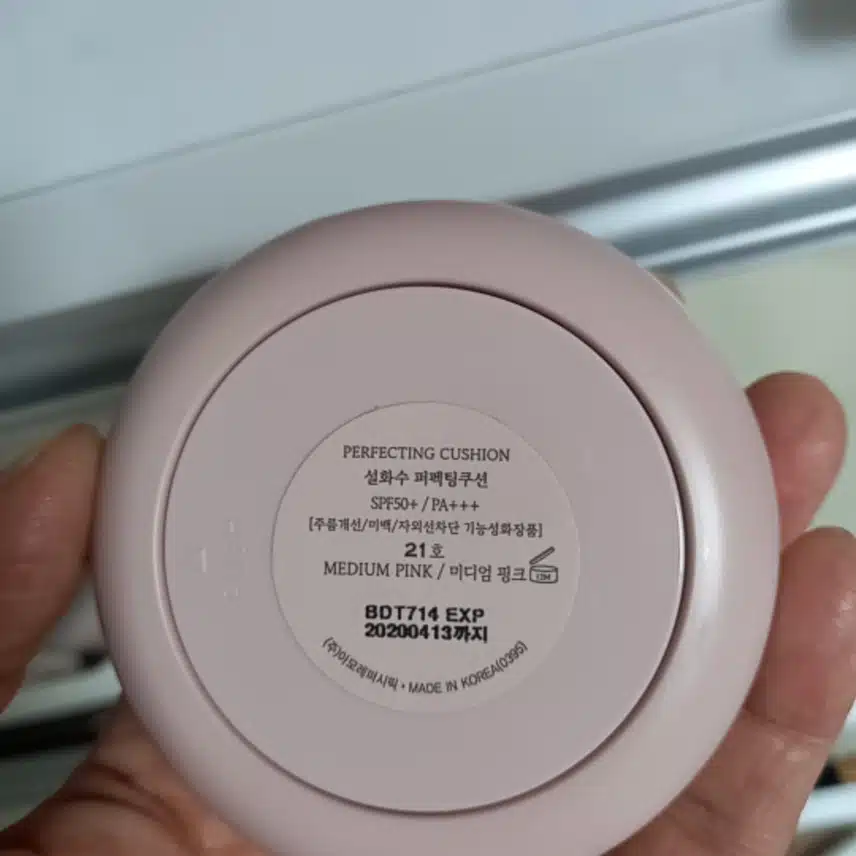 PERFECTING CUSHION
설화수 퍼펙팅쿠션
SPF50+ / PA+++
[주름개선/미백/자외선차단 기능성화장품]
21호
MEDIUM PINK / 미디엄 핑크
12M
BDT714 EXP
20200413까지
(주)아모레퍼시픽 • MADE IN KOREA(0395)